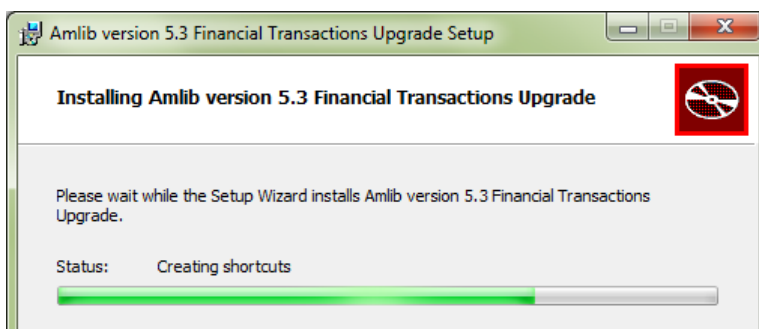 Amlib version 5.3 Financial Transactions Upgrade Setup
Installing Amlib version 5.3 Financial Transactions Upgrade
Please wait while the Setup Wizard installs Amlib version 5.3 Financial Transactions
Upgrade.
Status: Creating shortcuts